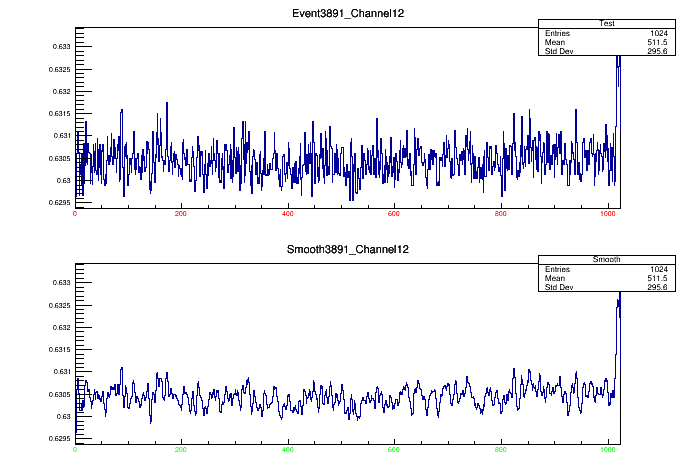 Event3891_Channel12
Test
Entries 1024
Mean 511.5
Std Dev 295.6
0.633
0.6325
0.632
0.6315
0.631
0.6305
0.63
0.6295
0 200 400 600 800 1000
Smooth3891_Channel12
Smooth
Entries 1024
Mean 511.5
Std Dev 295.6
0.633
0.6325
0.632
0.6315
0.631
0.6305
0.63
0.6295
0 200 400 600 800 1000